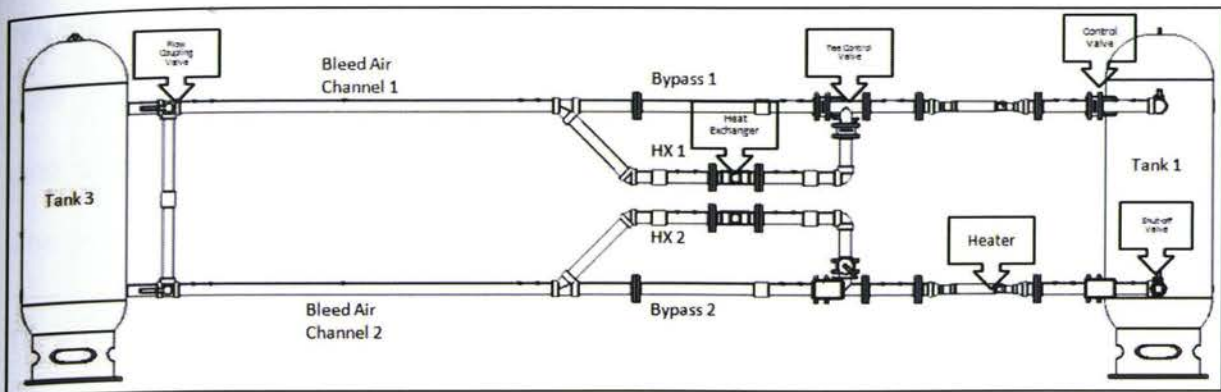 Flow
Coupling
Valve
Bleed Air
Channel 1
Bypass 1
Tee Control
Valve
Control
Valve
Heat
Exchanger
HX 1
Tank 3
Tank 1
HX 2
Heater
Shut-off
Valve
Bleed Air
Channel 2
Bypass 2